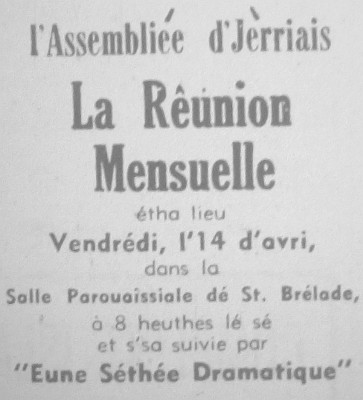 l'Assembliée d'Jèrriais
La Rêunion
Mensuelle
étha lieu
Vendrédi, l'14 d'avri,
dans la
Salle Parouaîssiale dé St. Brélade,
à 8 heuthes lé sé
et s'sa suivie par
"Eune Séthée Dramatique"